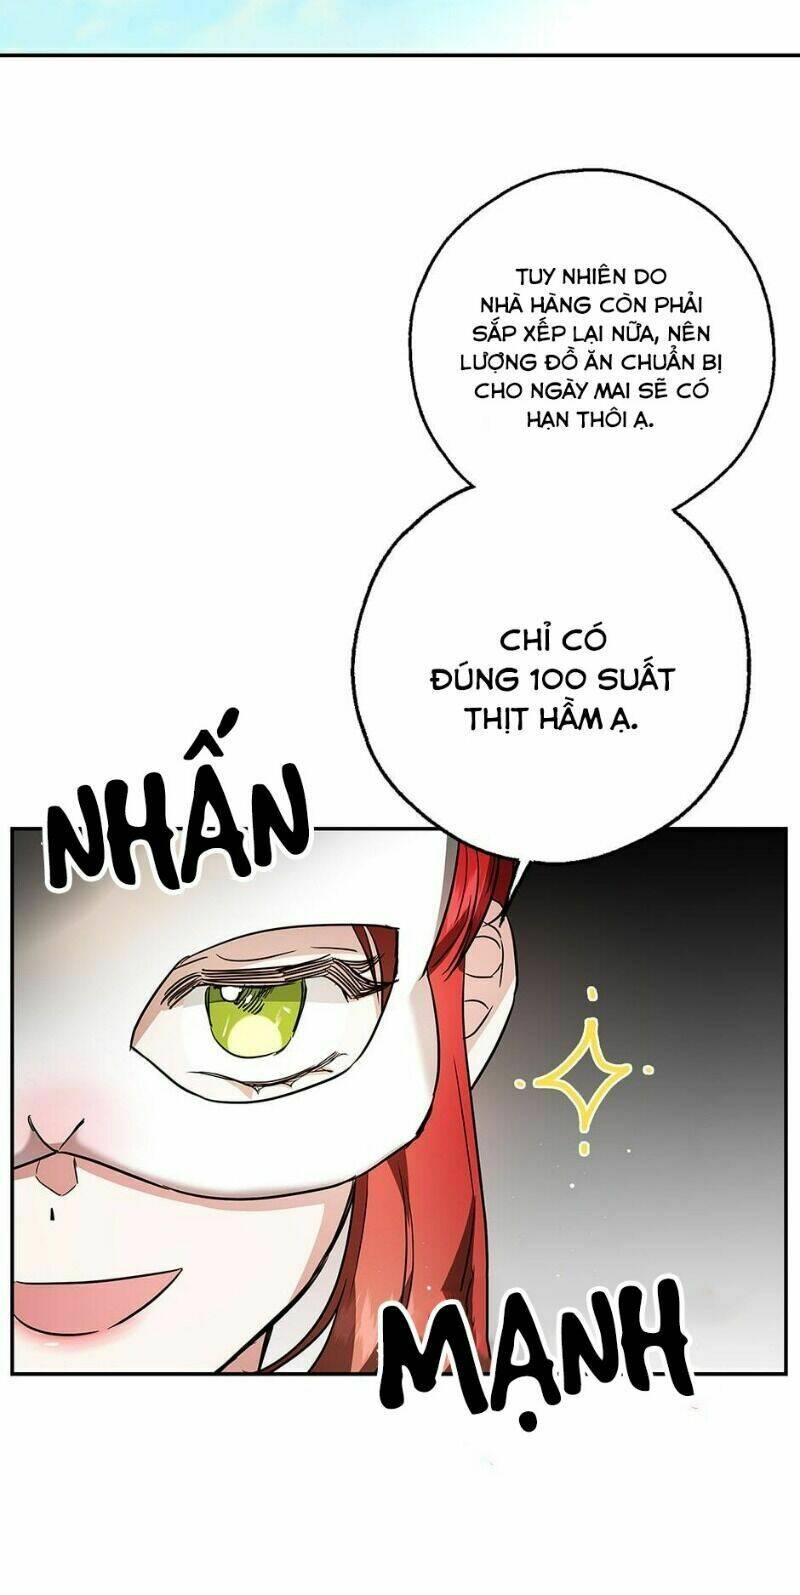 TUY NHIÊN DO
NHÀ HÀNG CÒN PHẢI
SẮP XẾP LẠI NỮA, NÊN
LƯỢNG ĐỒ ĂN CHUẨN BỊ
CHO NGÀY MAI SẼ CÓ
HẠN THÔI Ạ.
CHỈ CÓ
ĐÚNG 100 SUẤT
THỊT HẦM Ạ.
NHẤN
MẠNH